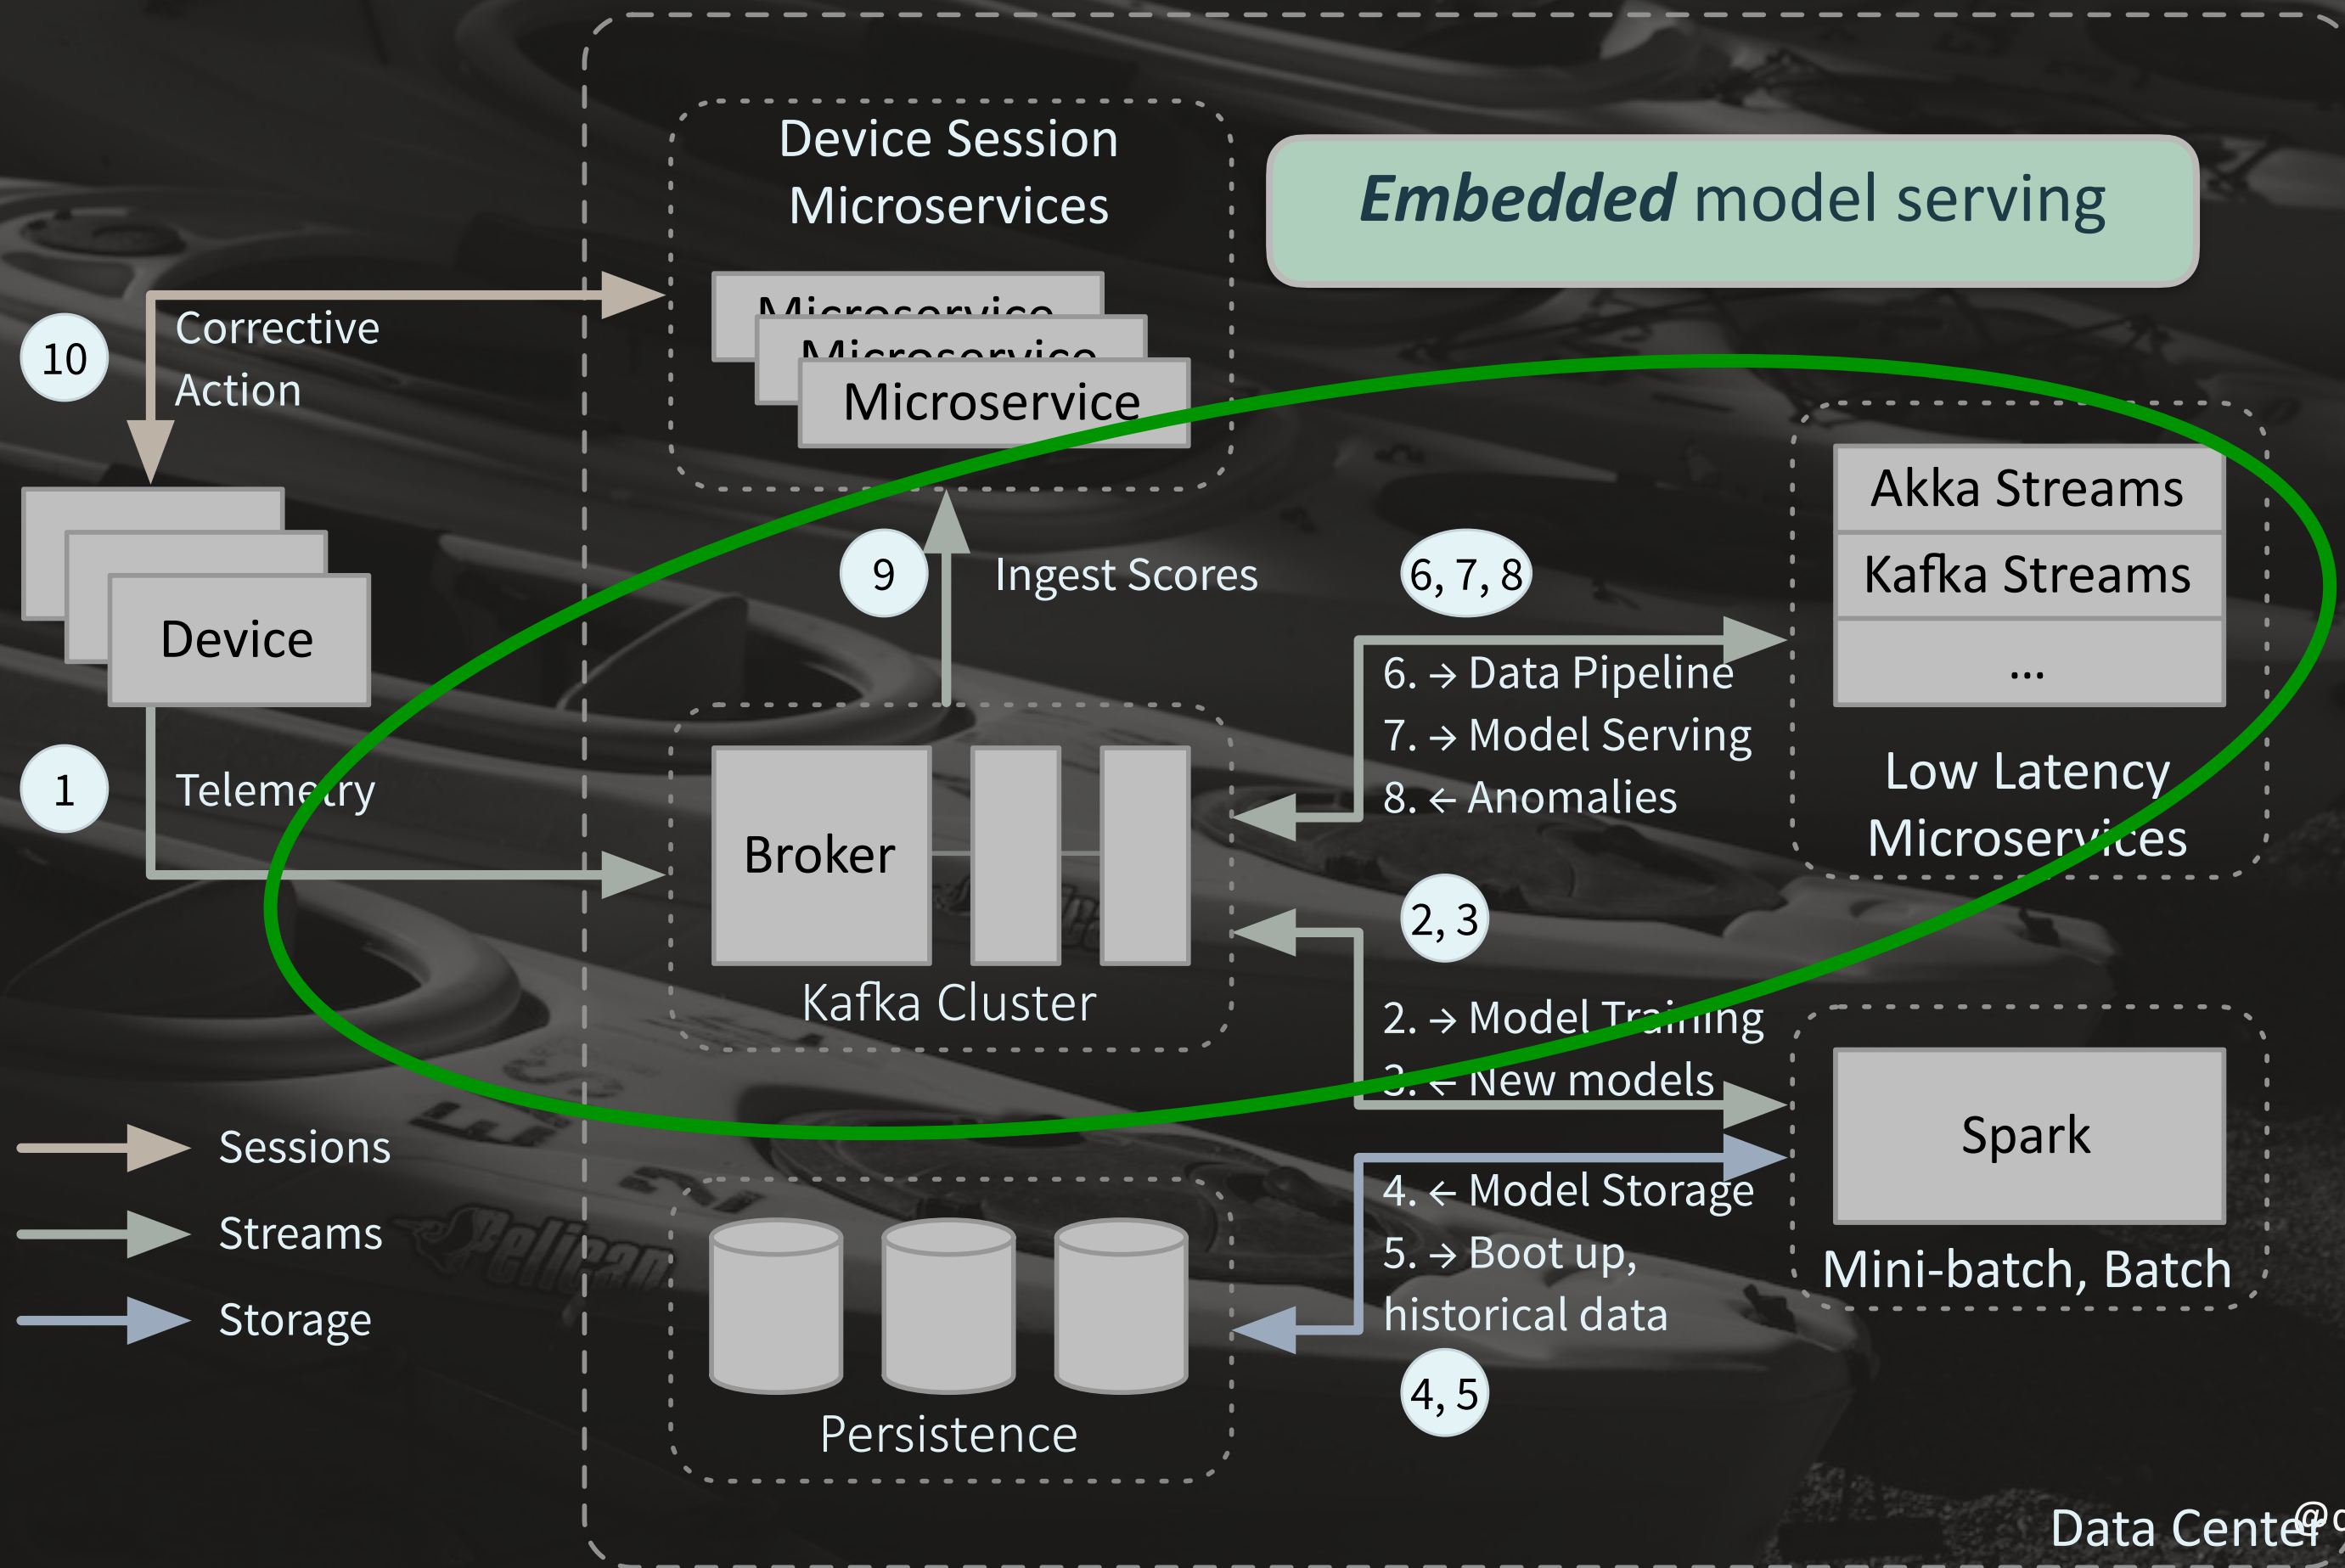 Device Session
Microservices
Embedded model serving
Microservice
Microservice
Microservice
10
Corrective
Action
Akka Streams
Kafka Streams
...
Low Latency
Microservices
9
Ingest Scores
6, 7, 8
6. → Data Pipeline
7. → Model Serving
8. ← Anomalies
Device
1
Telemetry
Broker
Kafka Cluster
2, 3
2. → Model Training
3. ← New models
Spark
Mini-batch, Batch
Sessions
Streams
Storage
4. ← Model Storage
5. → Boot up,
historical data
4, 5
Persistence
Pelican
Data Center